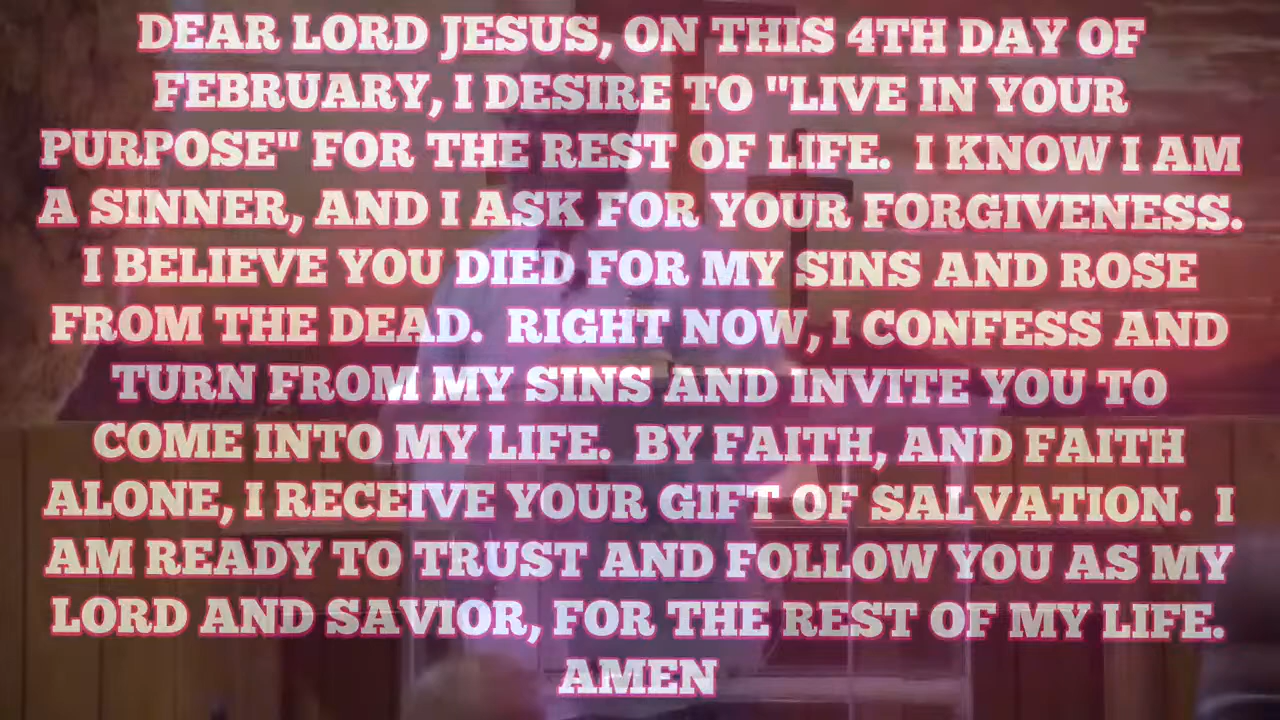 DEAR LORD JESUS, ON THIS 4TH DAY OF
FEBRUARY, I DESIRE TO "LIVE IN YOUR
PURPOSE" FOR THE REST OF LIFE.  I KNOW I AM
A SINNER, AND I ASK FOR YOUR FORGIVENESS.
I BELIEVE YOU DIED FOR MY SINS AND ROSE
FROM THE DEAD.  RIGHT NOW, I CONFESS AND
TURN FROM MY SINS AND INVITE YOU TO
COME INTO MY LIFE.  BY FAITH, AND FAITH
ALONE, I RECEIVE YOUR GIFT OF SALVATION.  I
AM READY TO TRUST AND FOLLOW YOU AS MY
LORD AND SAVIOR, FOR THE REST OF MY LIFE.
AMEN